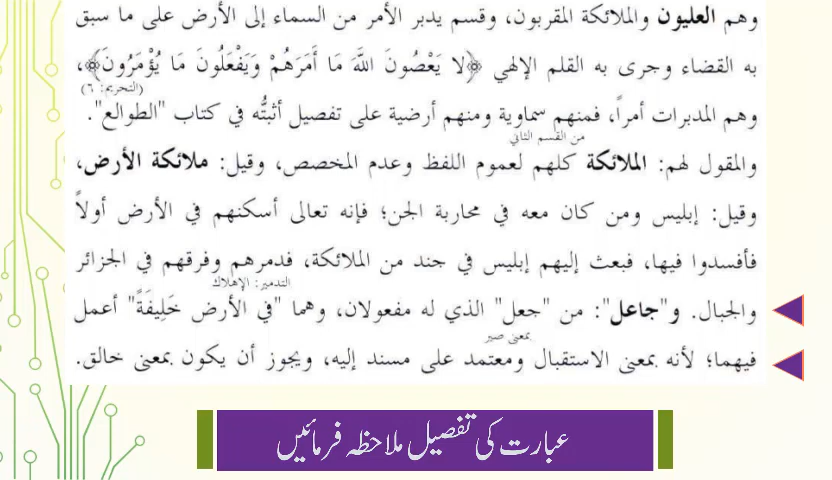 وهم العليون والملائكة المقربون، وقسم يدبر الأمر من السماء إلى الأرض على ما سبق
به القضاء وجرى به القلم الإلهي ﴿لا يَعْصُونَ اللَّهَ مَا أَمَرَهُمْ وَيَفْعَلُونَ مَا يُؤْمَرُونَ﴾،
(التحريم: ٦)
وهم المدبرات أمراً، فمنهم سماوية ومنهم أرضية على تفصيل أثبتُّه في كتاب "الطوالع".
من القسم الثاني
والمقول لهم: الملائكة كلهم لعموم اللفظ وعدم المخصص، وقيل: ملائكة الأرض،
وقيل: إبليس ومن كان معه في محاربة الجن؛ فإنه تعالى أسكنهم في الأرض أولاً
فأفسدوا فيها، فبعث إليهم إبليس في جند من الملائكة، فدمرهم وفرقهم في الجزائر
التدمير: الإهلاك
والجبال. و"جاعل": من "جعل" الذي له مفعولان، وهما "في الأرض خَلِيفَةً" أعمل
بمعنى صير
فيهما؛ لأنه بمعنى الاستقبال ومعتمد على مسند إليه، ويجوز أن يكون بمعنى خالق.
عبارت کی تفصیل ملاحظہ فرمائیں